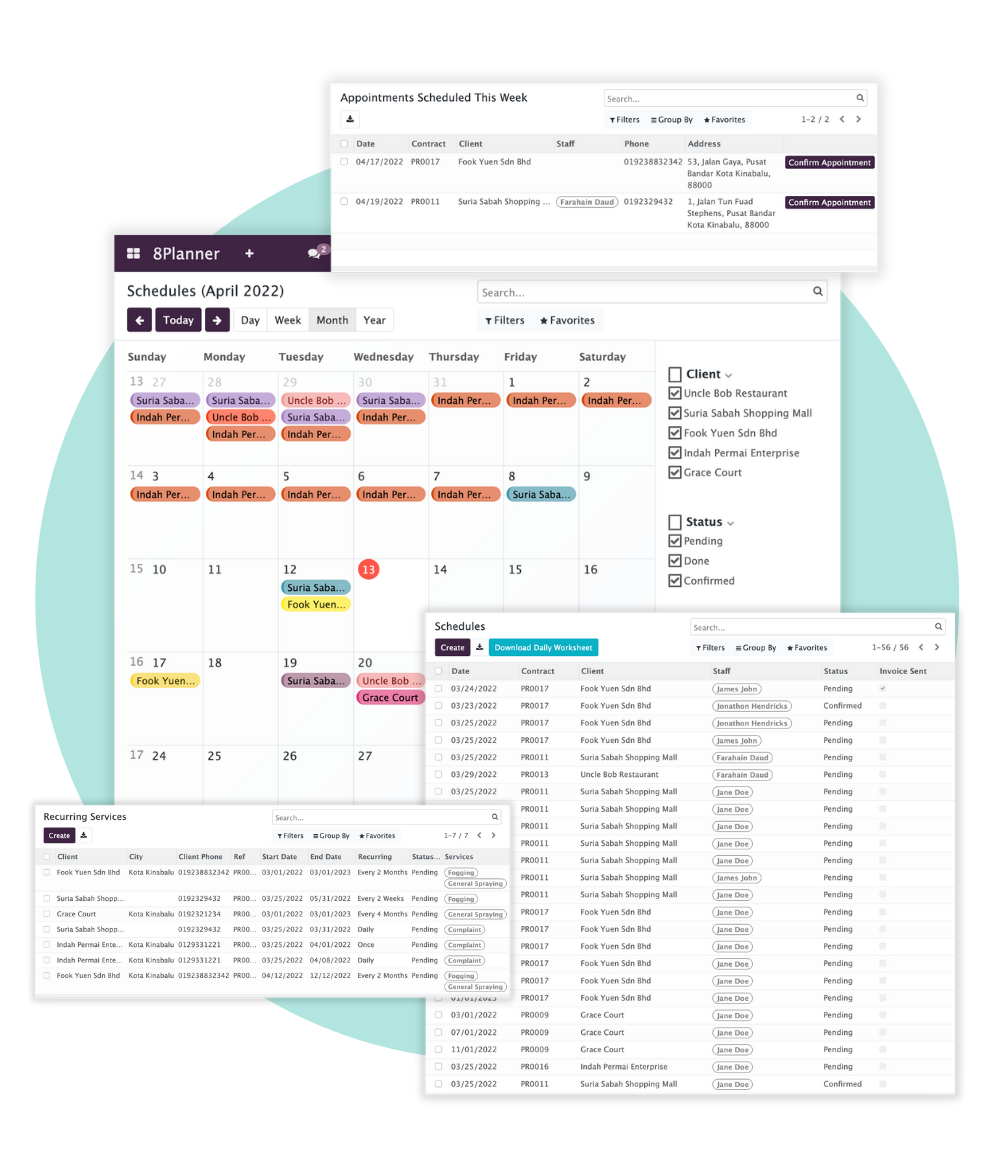 Appointments Scheduled This Week
Search...
Filters Group By Favorites 1-2 / 2
Date Contract Client Staff Phone Address
04/17/2022 PR0017 Fook Yuen Sdn Bhd 019238832342 53, Jalan Gaya, Pusat Bandar Kota Kinabalu, 88000 Confirm Appointment
04/19/2022 PR0011 Suria Sabah Shopping ... Farahain Daud 0192329432 1, Jalan Tun Fuad Stephens, Pusat Bandar Kota Kinabalu, 88000 Confirm Appointment
8Planner + 2
Schedules (April 2022)
Search...
Today Day Week Month Year
Filters Favorites
Sunday Monday Tuesday Wednesday Thursday Friday Saturday
13 27 28 29 30 31 1 2
Suria Saba... Suria Saba... Uncle Bob ... Suria Saba... Indah Per... Indah Per... Indah Per...
Indah Per... Uncle Bob ... Suria Saba... Indah Per...
Indah Per... Indah Per...
14 3 4 5 6 7 8 9
Indah Per... Indah Per... Indah Per... Indah Per... Indah Per... Suria Saba...
15 10 11 12 13 14 15 16
Suria Saba...
Fook Yuen...
16 17 18 19 20
Fook Yuen... Suria Saba... Uncle Bob ...
Grace Court
17 24 25 26 27
Client
Uncle Bob Restaurant
Suria Sabah Shopping Mall
Fook Yuen Sdn Bhd
Indah Permai Enterprise
Grace Court
Status
Pending
Done
Confirmed
Schedules
Search...
Create Download Daily Worksheet
Filters Group By Favorites 1-56 / 56
Date Contract Client Staff Status Invoice Sent
03/24/2022 PR0017 Fook Yuen Sdn Bhd James John Pending
03/23/2022 PR0017 Fook Yuen Sdn Bhd Jonathon Hendricks Confirmed
03/25/2022 PR0017 Fook Yuen Sdn Bhd Jonathon Hendricks Pending
03/25/2022 PR0017 Fook Yuen Sdn Bhd James John Pending
03/25/2022 PR0011 Suria Sabah Shopping Mall Farahain Daud Pending
03/29/2022 PR0013 Uncle Bob Restaurant Farahain Daud Pending
03/25/2022 PR0011 Suria Sabah Shopping Mall Jane Doe Pending
PR0011 Suria Sabah Shopping Mall Jane Doe Pending
PR0011 Suria Sabah Shopping Mall Jane Doe Pending
PR0011 Suria Sabah Shopping Mall Jane Doe Pending
PR0011 Suria Sabah Shopping Mall Jane Doe Pending
PR0011 Suria Sabah Shopping Mall James John Pending
PR0011 Suria Sabah Shopping Mall Jane Doe Pending
PR0017 Fook Yuen Sdn Bhd Jane Doe Pending
PR0017 Fook Yuen Sdn Bhd Jane Doe Pending
PR0017 Fook Yuen Sdn Bhd Jane Doe Pending
PR0017 Fook Yuen Sdn Bhd Jane Doe Pending
PR0017 Fook Yuen Sdn Bhd Jane Doe Pending
01/01/2023 PR0017 Fook Yuen Sdn Bhd Jane Doe Pending
03/01/2022 PR0009 Grace Court Jane Doe Pending
07/01/2022 PR0009 Grace Court Jane Doe Pending
11/01/2022 PR0009 Grace Court Jane Doe Pending
03/25/2022 PR0016 Indah Permai Enterprise Jane Doe Pending
03/25/2022 PR0011 Suria Sabah Shopping Mall Jane Doe Confirmed
Recurring Services
Search...
Create
Filters Group By Favorites 1-7 / 7
Client City Client Phone Ref Start Date End Date Recurring Status... Services
Fook Yuen Sdn Bhd Kota Kinabalu 019238832342 PR00... 03/01/2022 03/01/2023 Every 2 Months Pending Fogging
General Spraying
Suria Sabah Shopp... 0192329432 PR00... 03/25/2022 05/31/2022 Every 2 Weeks Pending Fogging
Grace Court Kota Kinabalu 0192321234 PR00... 03/01/2022 03/01/2023 Every 4 Months Pending General Spraying
Suria Sabah Shopp... 0192329432 PR00... 03/25/2022 03/31/2022 Daily Pending Complaint
Indah Permai Ente... Kota Kinabalu 0129331221 PR00... 03/25/2022 04/01/2022 Once Pending Complaint
Indah Permai Ente... Kota Kinabalu 0129331221 PR00... 03/25/2022 04/08/2022 Daily Pending Complaint
Fook Yuen Sdn Bhd Kota Kinabalu 019238832342 PR00... 04/12/2022 12/12/2022 Every 2 Months Pending Fogging
General Spraying